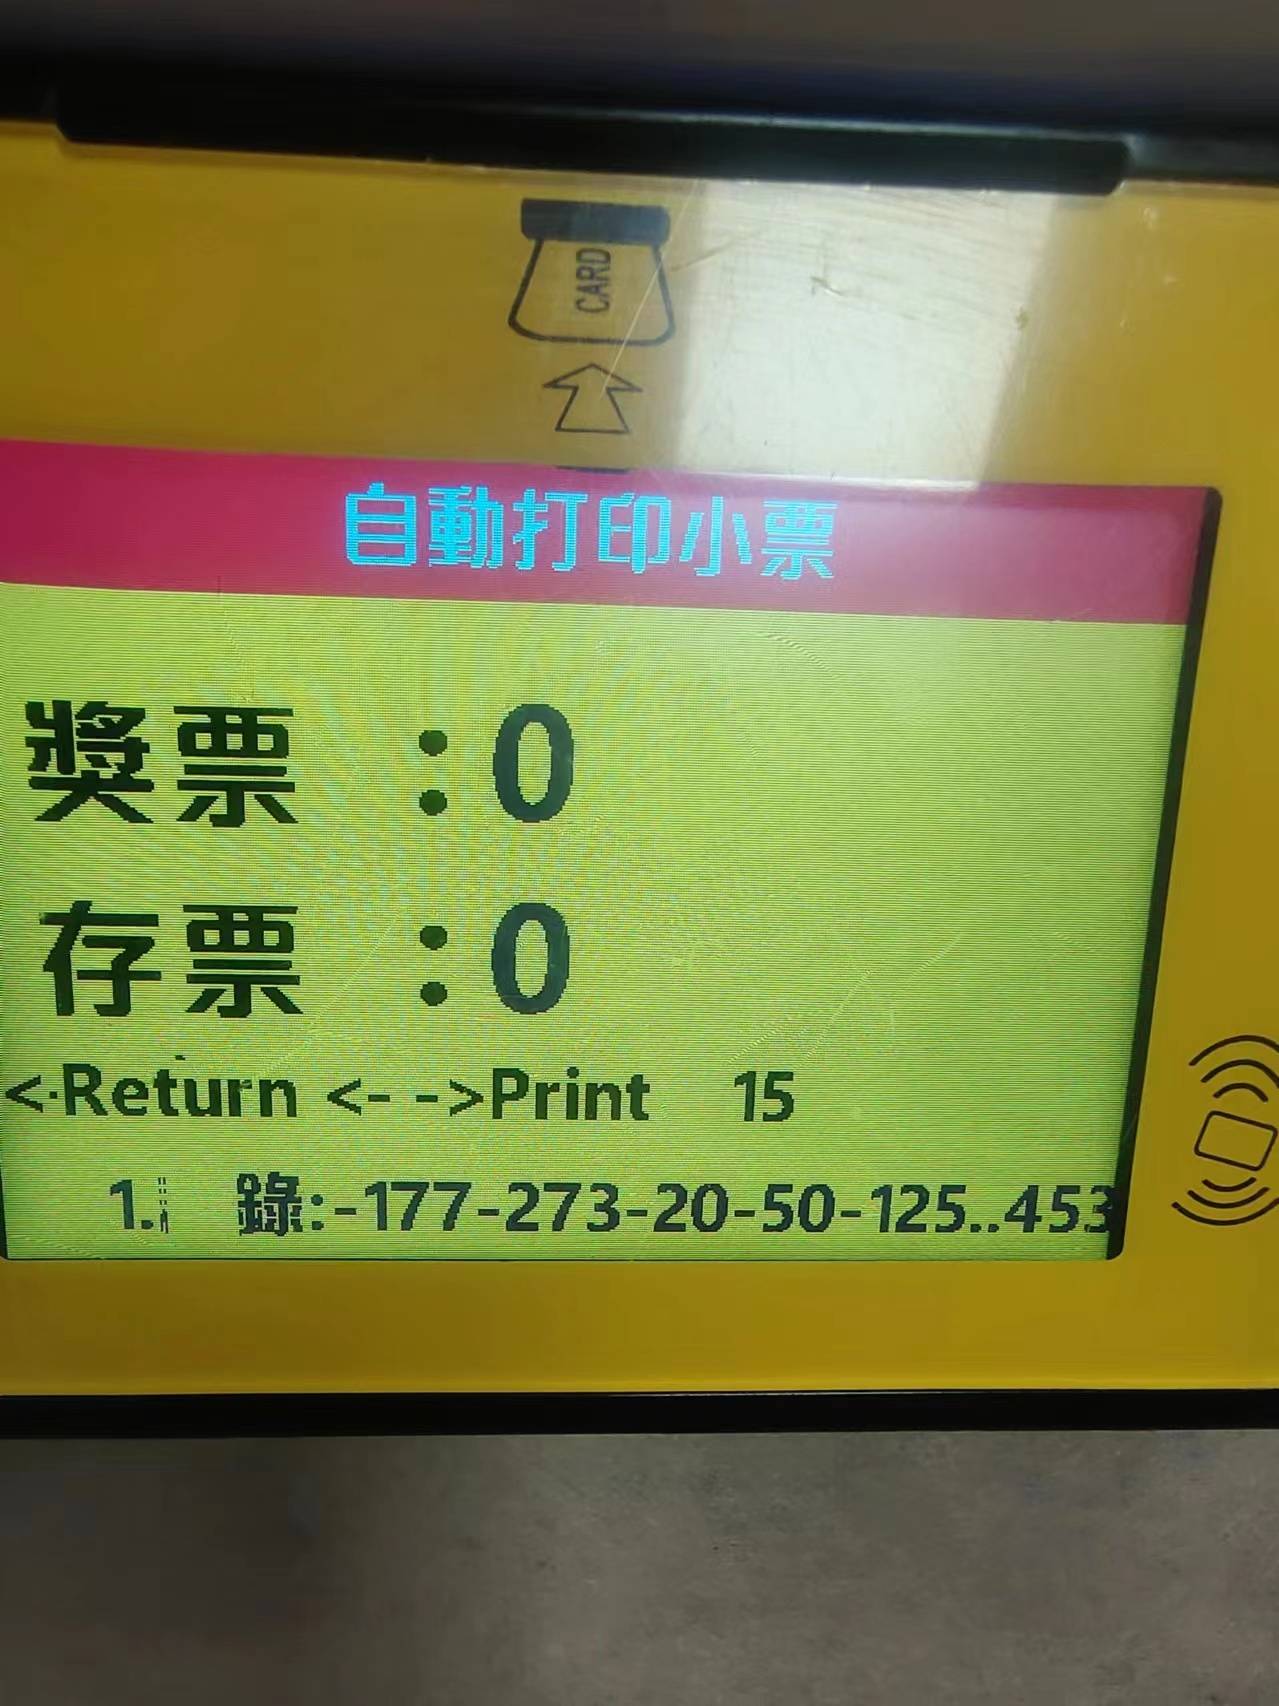 CARD
自動打印小票
獎票 :0
存票 :0
<-Return <- ->Print 15
1. 錄:-177-273-20-50-125..453